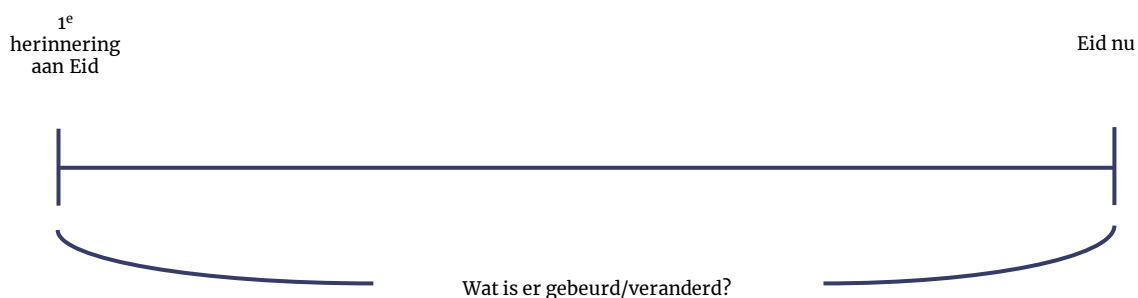 1e
herinnering
aan Eid
Eid nu
Wat is er gebeurd/veranderd?